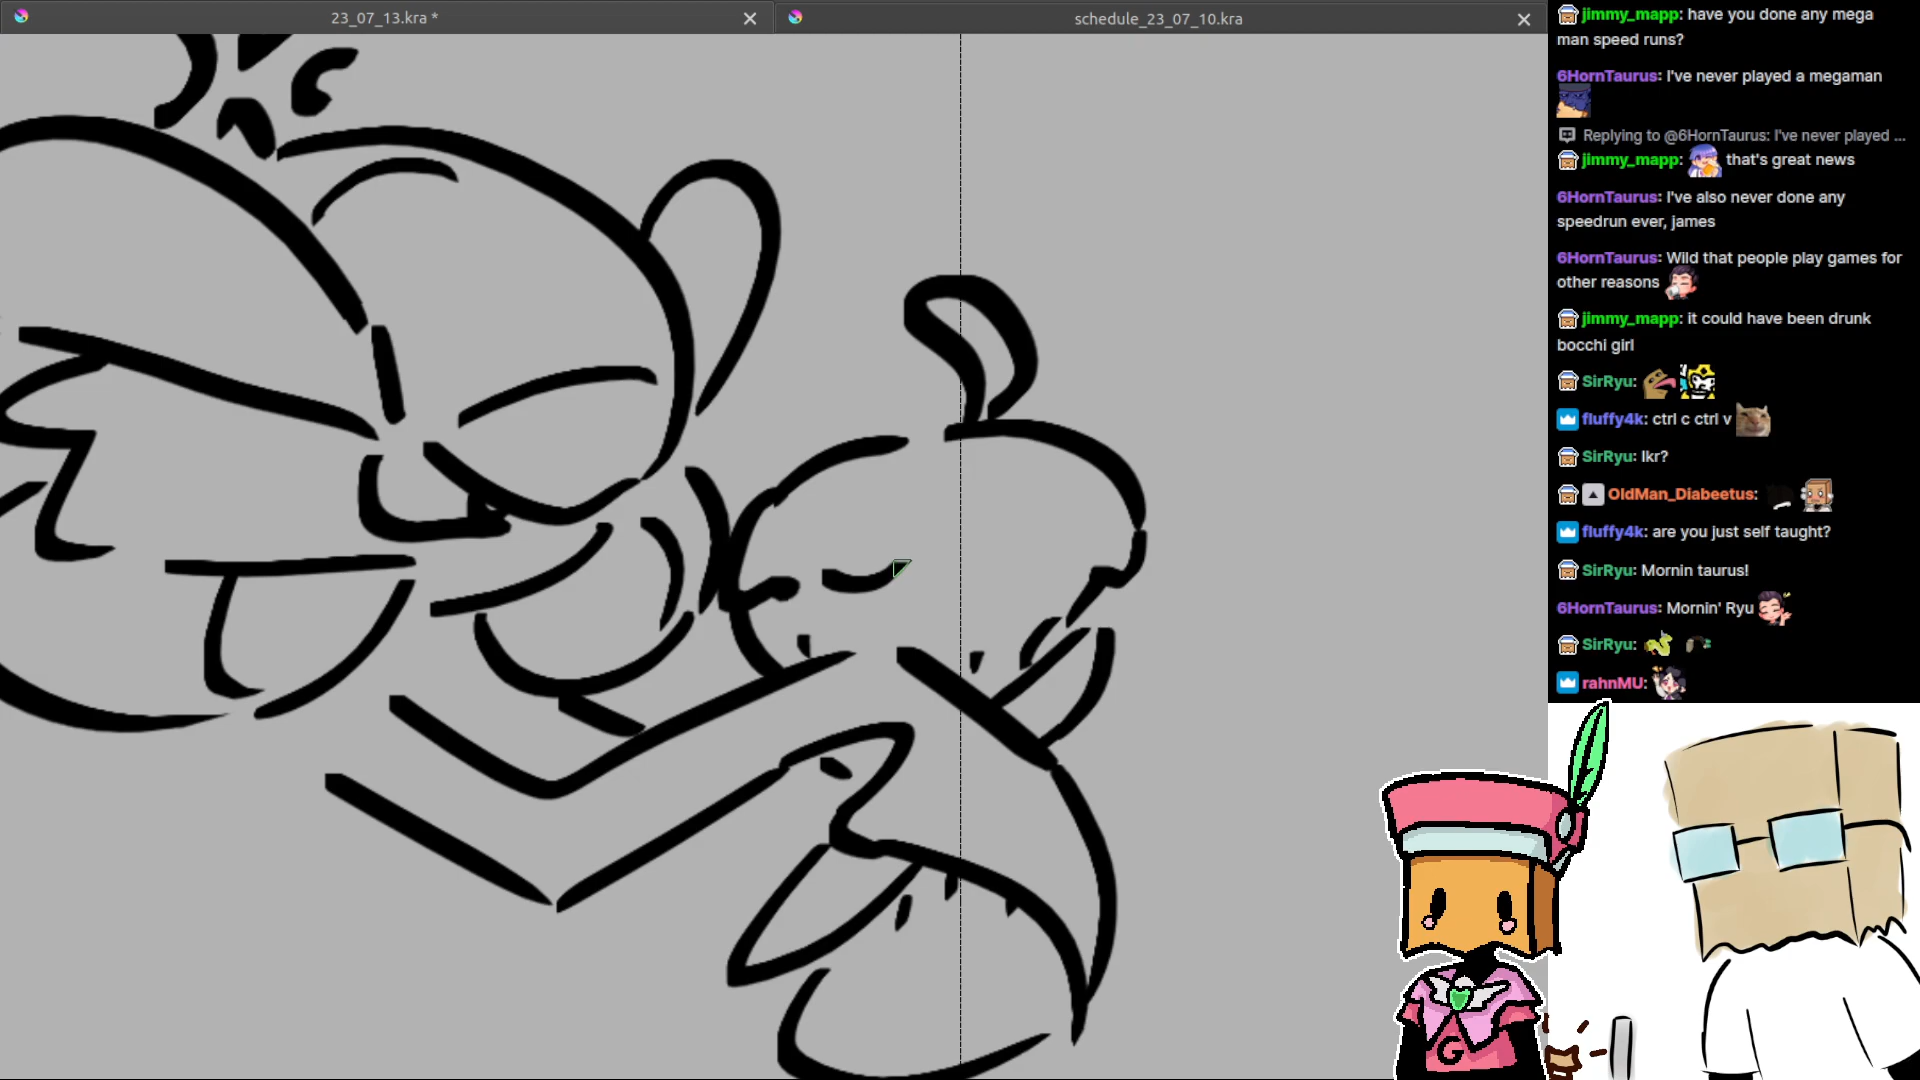 23_07_13.kra *
schedule_23_07_10.kra
jimmy_mapp: have you done any mega
man speed runs?
6HornTaurus: I've never played a megaman
Replying to @6HornTaurus: I've never played ...
jimmy_mapp: that's great news
6HornTaurus: I've also never done any
speedrun ever, james
6HornTaurus: Wild that people play games for
other reasons
jimmy_mapp: it could have been drunk
bocchi girl
SirRyu:
fluffy4k: ctrl c ctrl v
SirRyu: Ikr?
OldMan_Diabeetus:
fluffy4k: are you just self taught?
SirRyu: Mornin taurus!
6HornTaurus: Mornin' Ryu
SirRyu:
rahnMU:
G